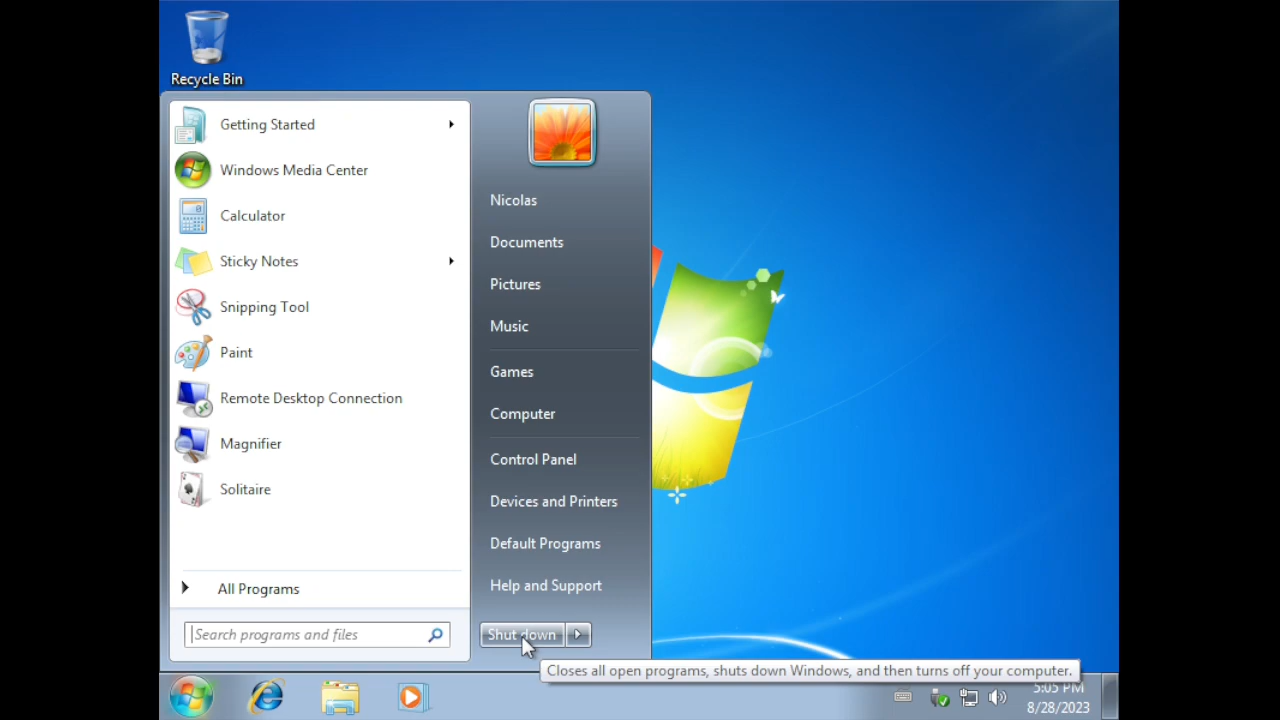 Recycle Bin
Getting Started
Windows Media Center
Calculator
Sticky Notes
Snipping Tool
Paint
Remote Desktop Connection
Magnifier
Solitaire
All Programs
Search programs and files
Nicolas
Documents
Pictures
Music
Games
Computer
Control Panel
Devices and Printers
Default Programs
Help and Support
Shut down
Closes all open programs, shuts down Windows, and then turns off your computer.
5:05 PM
8/28/2023